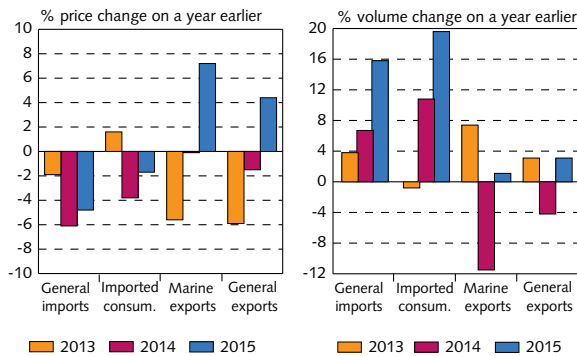 % price change on a year earlier
10
8
6
4
2
0
-2
-4
-6
-8
-10
General imports
Imported consum.
Marine exports
General exports
2013 2014 2015
% volume change on a year earlier
20
16
12
8
4
0
-4
-8
-12
General imports
Imported consum.
Marine exports
General exports
2013 2014 2015